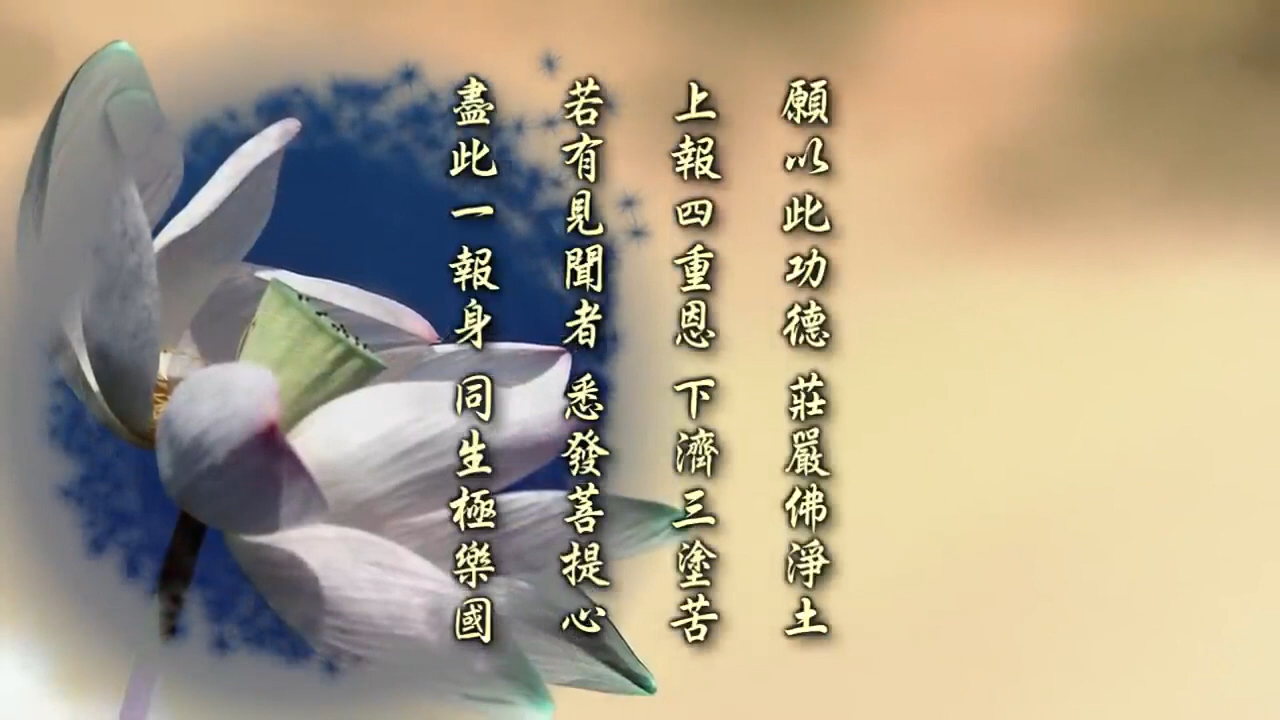 願以此功德 莊嚴佛淨土
上報四重恩 下濟三塗苦
若有見聞者 悉發菩提心
盡此一報身 同生極樂國